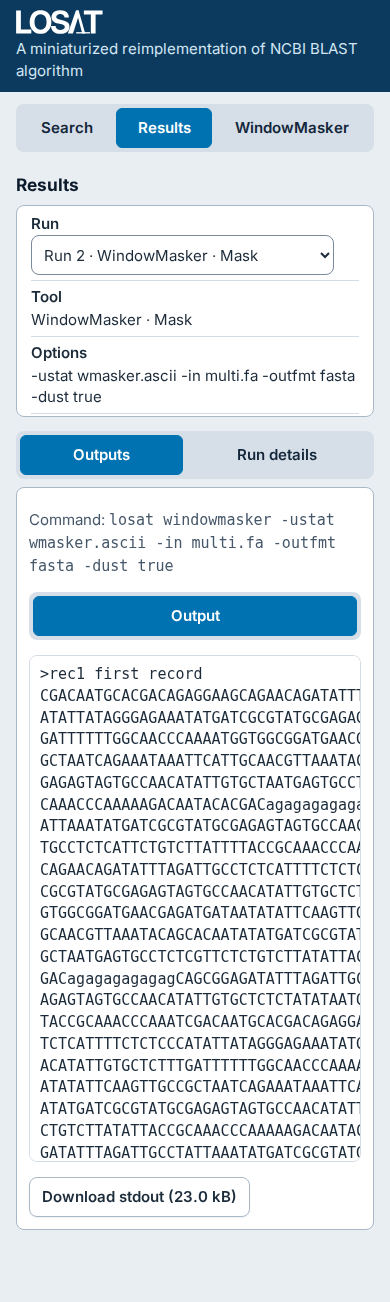 LOSAT
A miniaturized reimplementation of NCBI BLAST
algorithm
Search Results WindowMasker
Results
Run
Run 2 · WindowMasker · Mask
Tool
WindowMasker · Mask
Options
-ustat wmasker.ascii -in multi.fa -outfmt fasta
-dust true
Outputs Run details
Command: losat windowmasker -ustat
wmasker.ascii -in multi.fa -outfmt
fasta -dust true
Output
>rec1 first record
CGACAATGCACGACAGAGGAAGCAGAACAGATATTT
ATATTATAGGGAGAAATATGATCGCGTATGCGAGAG
GATTTTTTGGCAACCCAAAATGGTGGCGGATGAACG
GCTAATCAGAAATAAATTCATTGCAACGTTAAATAC
GAGAGTAGTGCCAACATATTGTGCTAATGAGTGCCT
CAAACCCAAAAAGACAATACACGACagagagagaga
ATTAAATATGATCGCGTATGCGAGAGTAGTGCCAAC
TGCCTCTCATTCTGTCTTATTTTACCGCAAACCCAA
CAGAACAGATATTTAGATTGCCTCTCATTTTCTCTC
CGCGTATGCGAGAGTAGTGCCAACATATTGTGCTCT
GTGGCGGATGAACGAGATGATAATATATTCAAGTTG
GCAACGTTAAATACAGCACAATATATGATCGCGTAT
GCTAATGAGTGCCTCTCGTTCTCTGTCTTATATTAC
GACagagagagagagCAGCGGAGATATTTAGATTGC
AGAGTAGTGCCAACATATTGTGCTCTCTATATAATG
TACCGCAAACCCAAATCGACAATGCACGACAGAGGA
TCTCATTTTCTCTCCCATATTATAGGGAGAAATATG
ACATATTGTGCTCTTTGATTTTTTGGCAACCCAAAA
ATATATTCAAGTTGCCGCTAATCAGAAATAAATTCA
ATATGATCGCGTATGCGAGAGTAGTGCCAACATATT
CTGTCTTATATTACCGCAAACCCAAAAAGACAATAC
GATATTTAGATTGCCTATTAAATATGATCGCGTATG
Download stdout (23.0 kB)